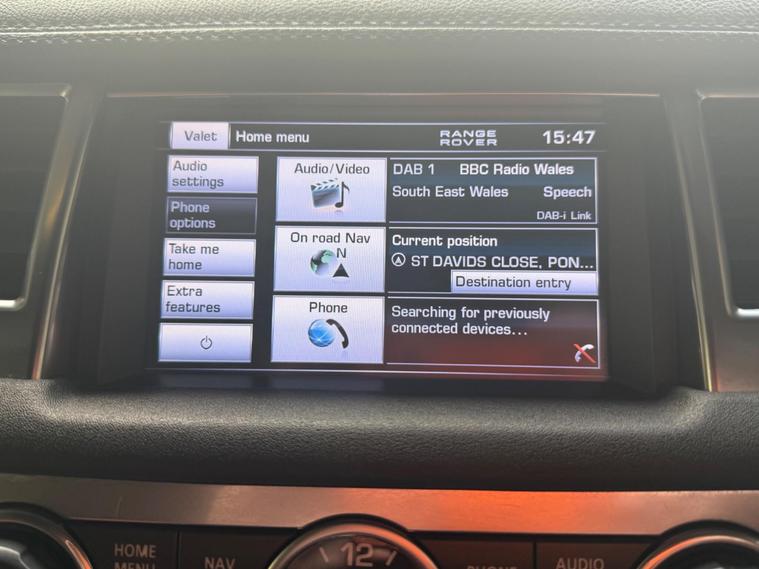 Valet
Home menu
RANGE
ROVER
15:47
Audio
settings
Phone
options
Take me
home
Extra
features
Audio/Video
DAB 1
BBC Radio Wales
South East Wales
Speech
DAB-i Link
On road Nav
N
Current position
ST DAVIDS CLOSE, PON...
Destination entry
Phone
Searching for previously
connected devices...
HOME
MENU
NAV
12
PHONE
AUDIO